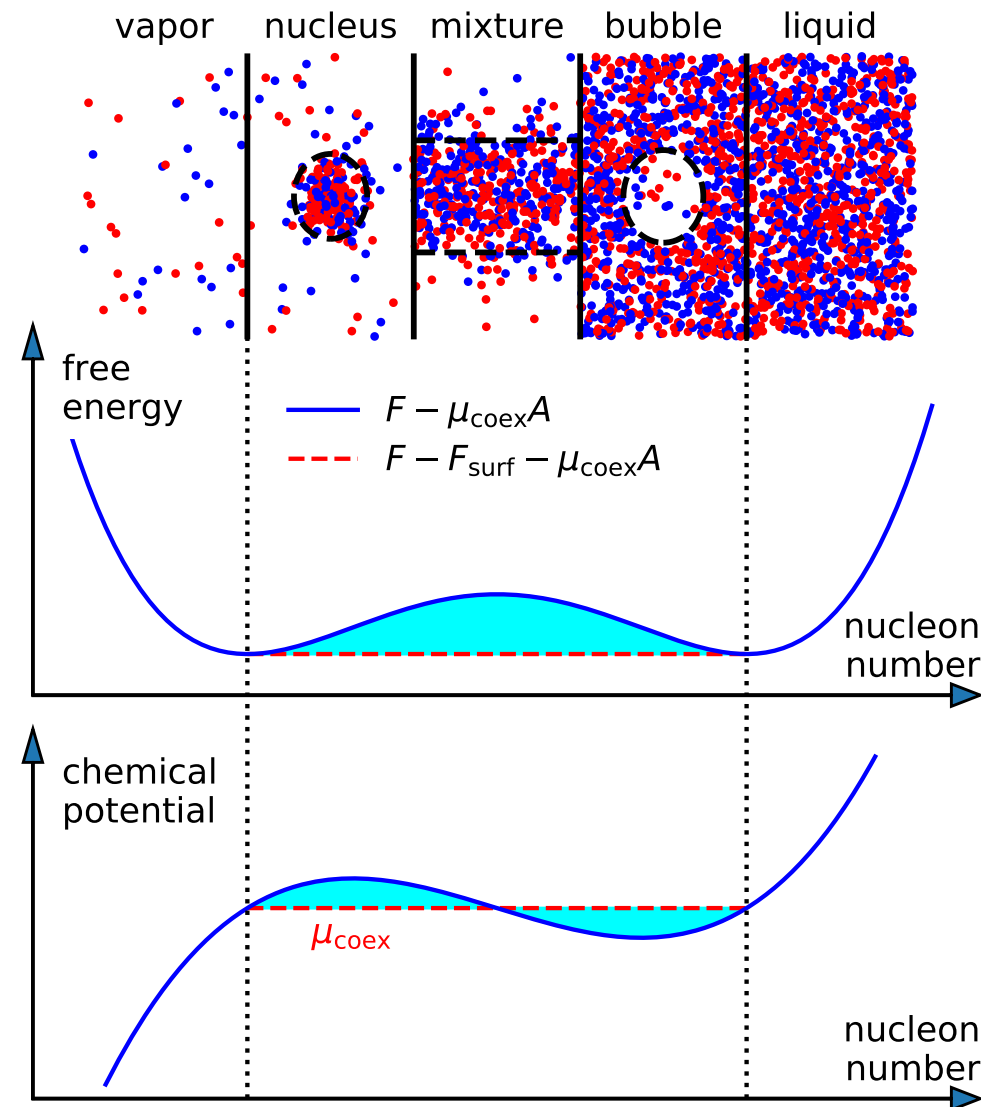 vapor nucleus mixture bubble liquid
free
energy
F − μcoexA
F − Fsurf − μcoexA
nucleon
number
chemical
potential
μcoex
nucleon
number